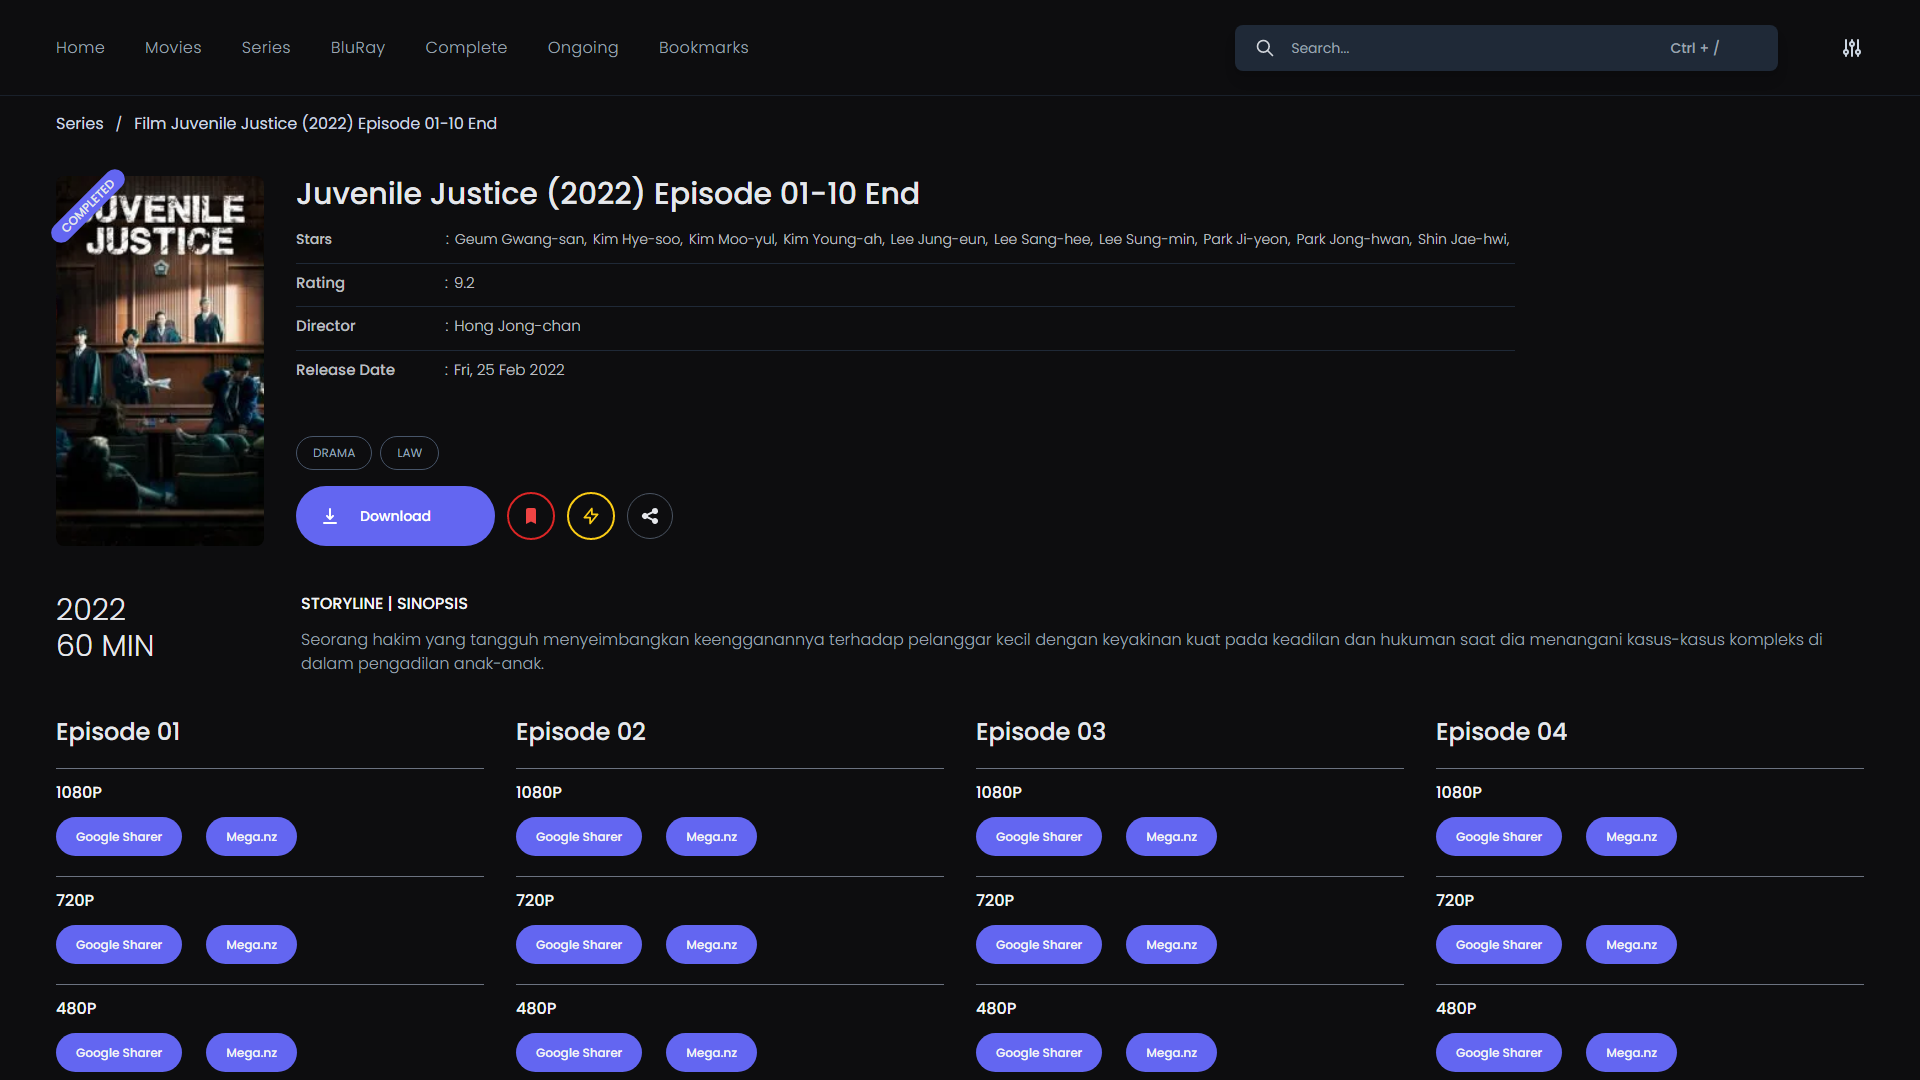 Home Movies Series BluRay Complete Ongoing Bookmarks Search... Ctrl + /
Series / Film Juvenile Justice (2022) Episode 01-10 End
COMPLETED
JUVENILE
JUSTICE
Juvenile Justice (2022) Episode 01-10 End
Stars : Geum Gwang-san, Kim Hye-soo, Kim Moo-yul, Kim Young-ah, Lee Jung-eun, Lee Sang-hee, Lee Sung-min, Park Ji-yeon, Park Jong-hwan, Shin Jae-hwi,
Rating : 9.2
Director : Hong Jong-chan
Release Date : Fri, 25 Feb 2022
DRAMA LAW
Download
2022
60 MIN
STORYLINE | SINOPSIS
Seorang hakim yang tangguh menyeimbangkan keengganannya terhadap pelanggar kecil dengan keyakinan kuat pada keadilan dan hukuman saat dia menangani kasus-kasus kompleks di
dalam pengadilan anak-anak.
Episode 01 Episode 02 Episode 03 Episode 04
1080P 1080P 1080P 1080P
Google Sharer Mega.nz Google Sharer Mega.nz Google Sharer Mega.nz Google Sharer Mega.nz
720P 720P 720P 720P
Google Sharer Mega.nz Google Sharer Mega.nz Google Sharer Mega.nz Google Sharer Mega.nz
480P 480P 480P 480P
Google Sharer Mega.nz Google Sharer Mega.nz Google Sharer Mega.nz Google Sharer Mega.nz